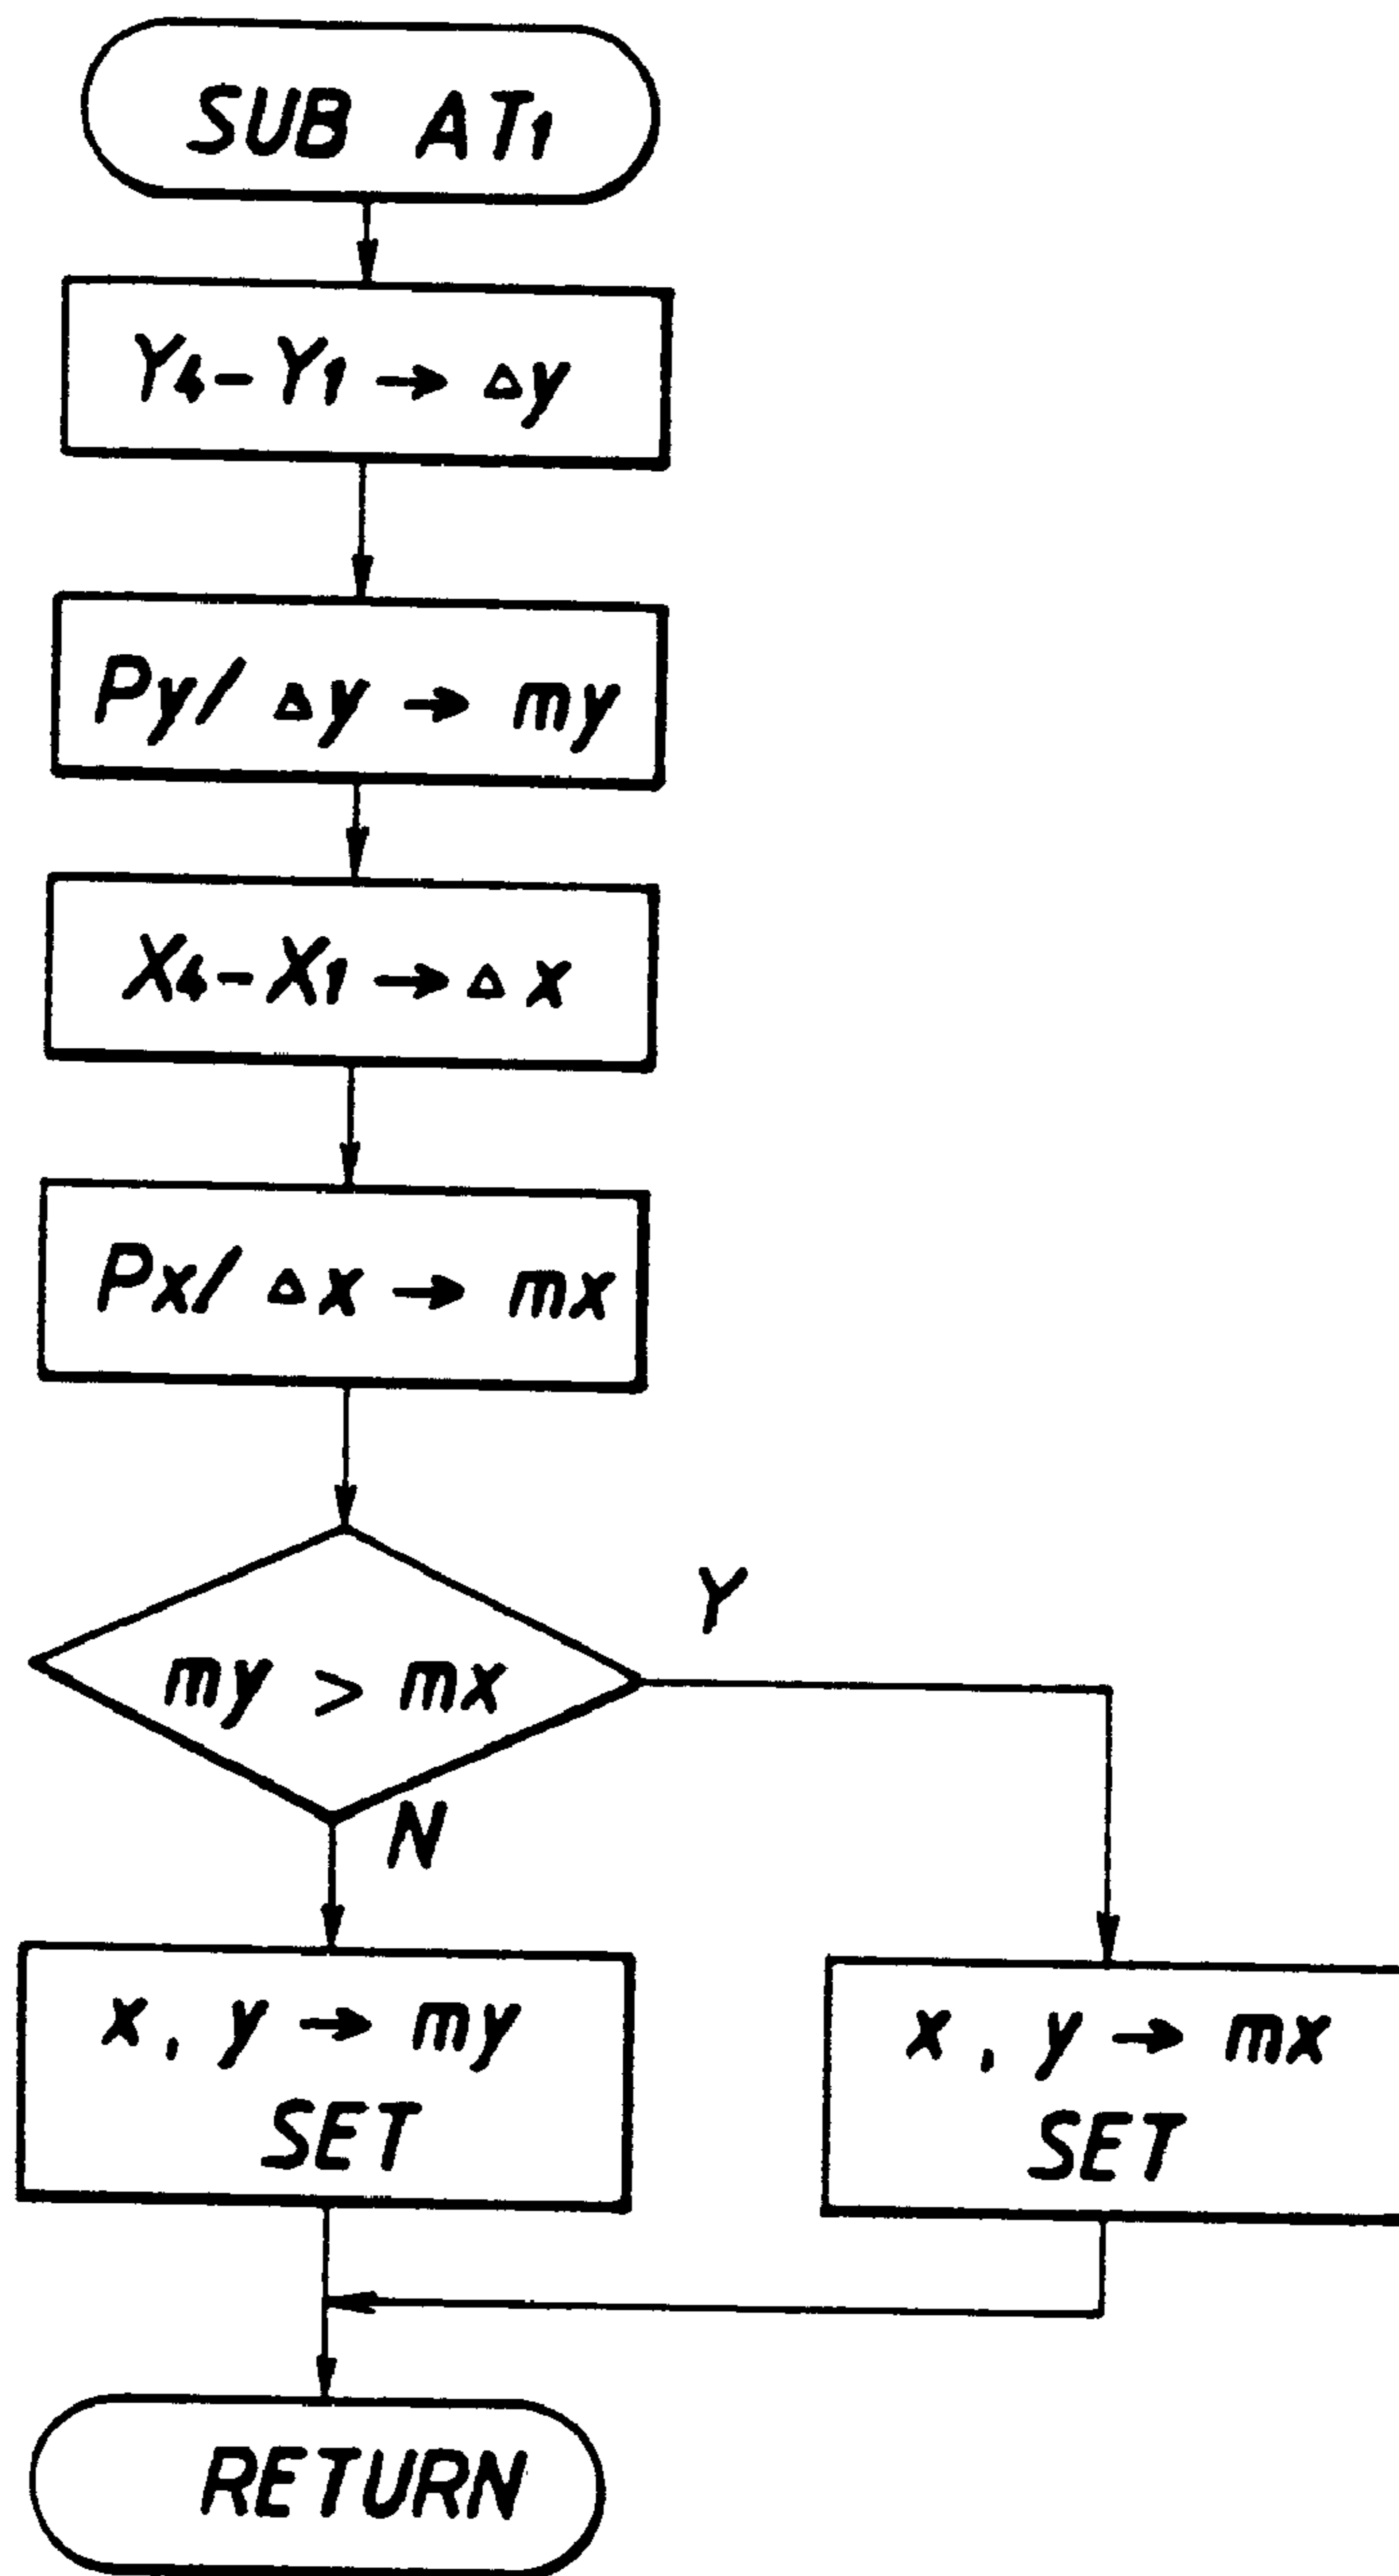 SUB AT1
Y4-Y1→Δy
Py/Δy→my
X4-X1→Δx
Px/Δx→mx
my > mx
Y
N
x, y→my
SET
x, y→mx
SET
RETURN